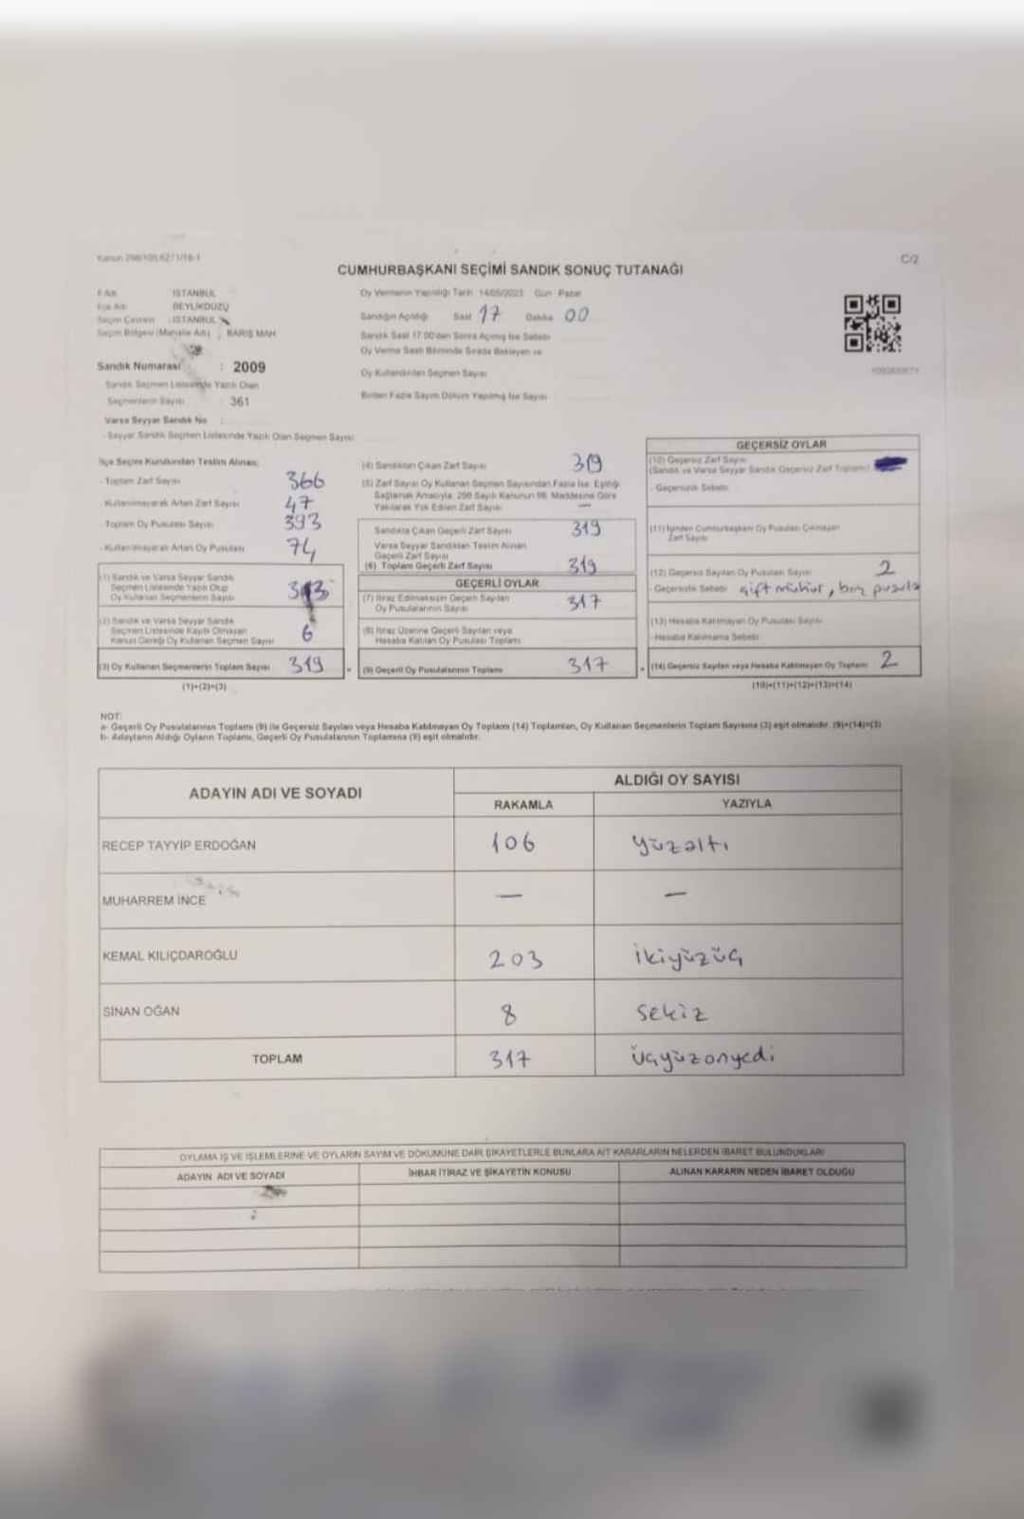 Kanun 298/105,6271/18-1
C/2
CUMHURBAŞKANI SEÇİMİ SANDIK SONUÇ TUTANAĞI
İl Adı : İSTANBUL
İlçe Adı : BEYLİKDÜZÜ
Seçim Çevresi : İSTANBUL
Seçim Bölgesi (Mahalle Adı) : BARIŞ MAH
Sandık Numarası : 2009
Sandık Seçmen Listesinde Yazılı Olan
Seçmenlerin Sayısı : 361
Varsa Seyyar Sandık No :
- Seyyar Sandık Seçmen Listesinde Yazılı Olan Seçmen Sayısı
Oy Vermenin Yapıldığı Tarih 14/05/2023 Gün Pazar
Sandığın Açıldığı Saat 17 Dakika 00
Sandık Saat 17.00'den Sonra Açılmış İse Sebebi
Oy Verme Saati Bitiminde Sırada Bekleyen ve
Oy Kullandırılan Seçmen Sayısı
Birden Fazla Sayım Döküm Yapılmış İse Sayısı
İlçe Seçim Kurulundan Teslim Alınan;
- Toplam Zarf Sayısı 366
- Kullanılmayarak Artan Zarf Sayısı 47
- Toplam Oy Pusulası Sayısı 393
- Kullanılmayarak Artan Oy Pusulası 74
(1) Sandık ve Varsa Seyyar Sandık
Seçmen Listesinde Yazılı Olup
Oy Kullanan Seçmenlerin Sayısı 313
(2) Sandık ve Varsa Seyyar Sandık
Seçmen Listesinde Kayıtlı Olmayan
Kanun Gereği Oy Kullanan Seçmen Sayısı 6
(3) Oy Kullanan Seçmenlerin Toplam Sayısı 319
(1)+(2)=(3)
(4) Sandıktan Çıkan Zarf Sayısı 319
(5) Zarf Sayısı Oy Kullanan Seçmen Sayısından Fazla İse, Eşitliği
Sağlamak Amacıyla, 298 Sayılı Kanunun 98. Maddesine Göre
Yakılarak Yok Edilen Zarf Sayısı —
Sandıkta Çıkan Geçerli Zarf Sayısı 319
Varsa Seyyar Sandıktan Teslim Alınan
Geçerli Zarf Sayısı
(6) Toplam Geçerli Zarf Sayısı 319
GEÇERLİ OYLAR
(7) İtiraz Edilmeksizin Geçerli Sayılan
Oy Pusulalarının Sayısı 317
(8) İtiraz Üzerine Geçerli Sayılan veya
Hesaba Katılan Oy Pusulası Toplamı
(9) Geçerli Oy Pusulalarının Toplamı 317
GEÇERSİZ OYLAR
(10) Geçersiz Zarf Sayısı
(Sandık ve Varsa Seyyar Sandık Geçersiz Zarf Toplamı)
- Geçersizlik Sebebi:
(11) İçinden Cumhurbaşkanı Oy Pusulası Çıkmayan
Zarf Sayısı
(12) Geçersiz Sayılan Oy Pusulası Sayısı 2
- Geçersizlik Sebebi: çift mühür, boş pusula
(13) Hesaba Katılmayan Oy Pusulası Sayısı
- Hesaba Katılmama Sebebi:
(14) Geçersiz Sayılan veya Hesaba Katılmayan Oy Toplamı 2
(10)+(11)+(12)+(13)=(14)
NOT:
a- Geçerli Oy Pusulalarının Toplamı (9) ile Geçersiz Sayılan veya Hesaba Katılmayan Oy Toplamı (14) Toplamları, Oy Kullanan Seçmenlerin Toplam Sayısına (3) eşit olmalıdır. (9)+(14)=(3)
b- Adayların Aldığı Oyların Toplamı, Geçerli Oy Pusulalarının Toplamına (9) eşit olmalıdır.
ADAYIN ADI VE SOYADI ALDIĞI OY SAYISI
RAKAMLA YAZIYLA
RECEP TAYYİP ERDOĞAN 106 yüzaltı
MUHARREM İNCE — —
KEMAL KILIÇDAROĞLU 203 ikiyüzüç
SİNAN OĞAN 8 sekiz
TOPLAM 317 üçyüzonyedi
OYLAMA İŞ VE İŞLEMLERİNE VE OYLARIN SAYIM VE DÖKÜMÜNE DAİR ŞİKAYETLERLE BUNLARA AİT KARARLARIN NELERDEN İBARET BULUNDUKLARI
ADAYIN ADI VE SOYADI İHBAR İTİRAZ VE ŞİKAYETİN KONUSU ALINAN KARARIN NEDEN İBARET OLDUĞU